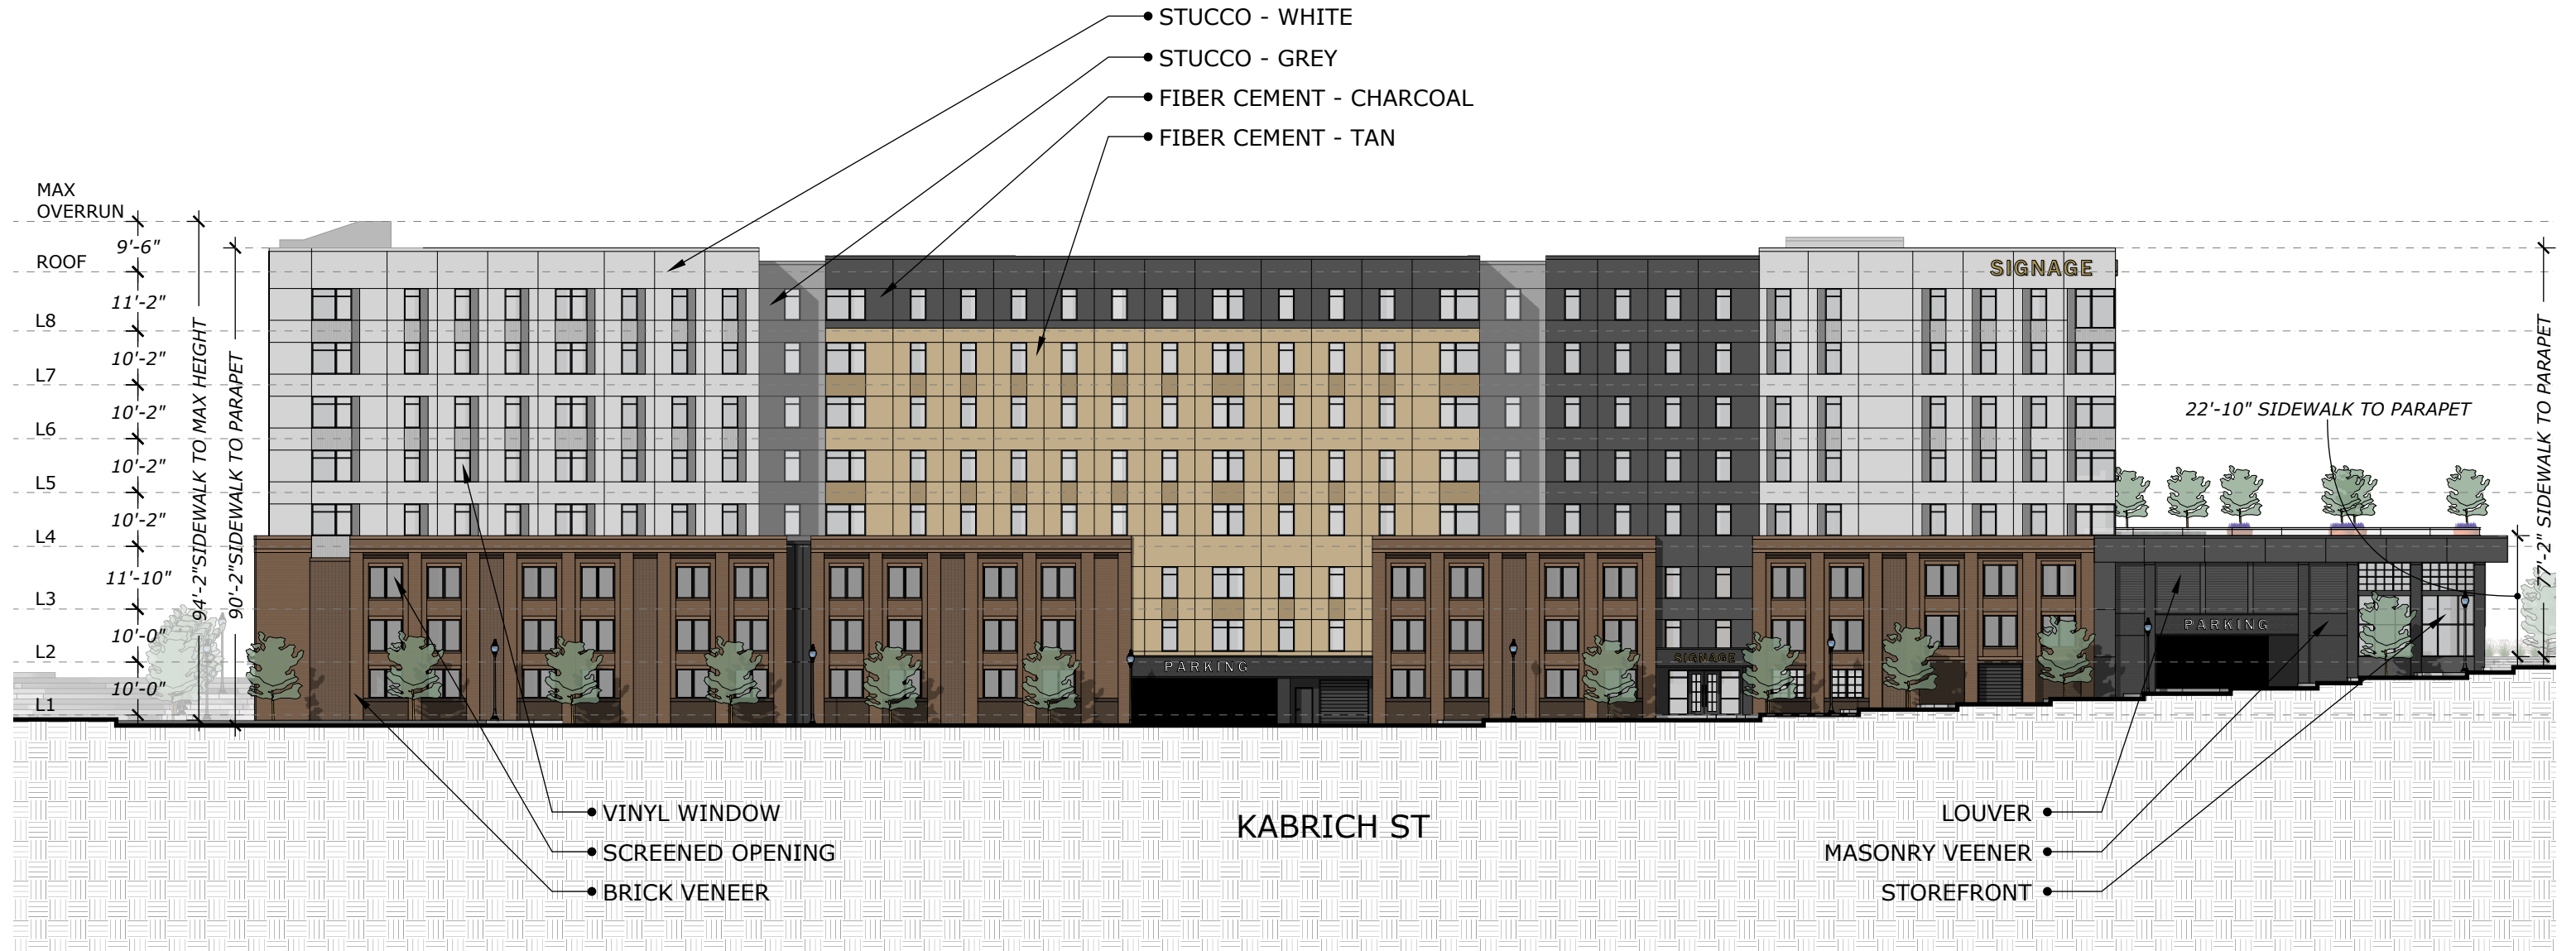 STUCCO - WHITE
STUCCO - GREY
FIBER CEMENT - CHARCOAL
FIBER CEMENT - TAN
MAX
OVERRUN
9'-6"
ROOF
11'-2"
L8
10'-2"
L7
10'-2"
L6
10'-2"
L5
10'-2"
L4
11'-10"
L3
10'-0"
L2
10'-0"
L1
94'-2"SIDEWALK TO MAX HEIGHT
90'-2"SIDEWALK TO PARAPET
SIGNAGE
22'-10" SIDEWALK TO PARAPET
77'-2" SIDEWALK TO PARAPET
PARKING
SIGNAGE
PARKING
VINYL WINDOW
SCREENED OPENING
BRICK VENEER
KABRICH ST
LOUVER
MASONRY VEENER
STOREFRONT